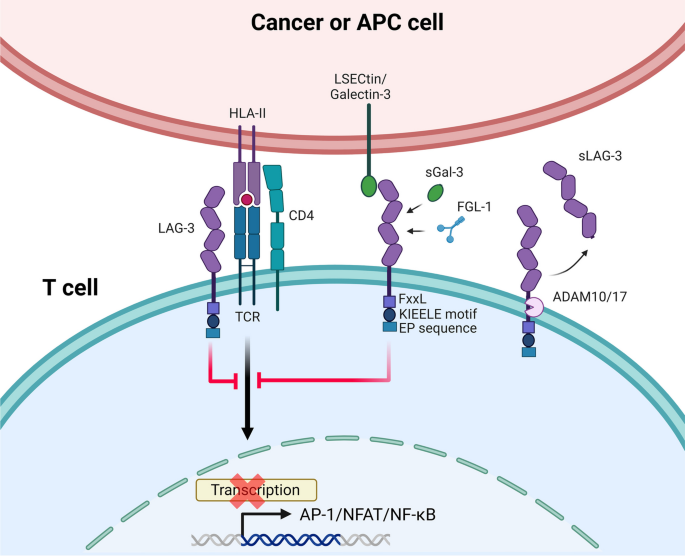 Cancer or APC cell
LSECtin/
Galectin-3
HLA-II
sLAG-3
sGal-3
FGL-1
LAG-3
CD4
T cell
ADAM10/17
FxxL
KIEELE motif
EP sequence
TCR
Transcription
AP-1/NFAT/NF-κB